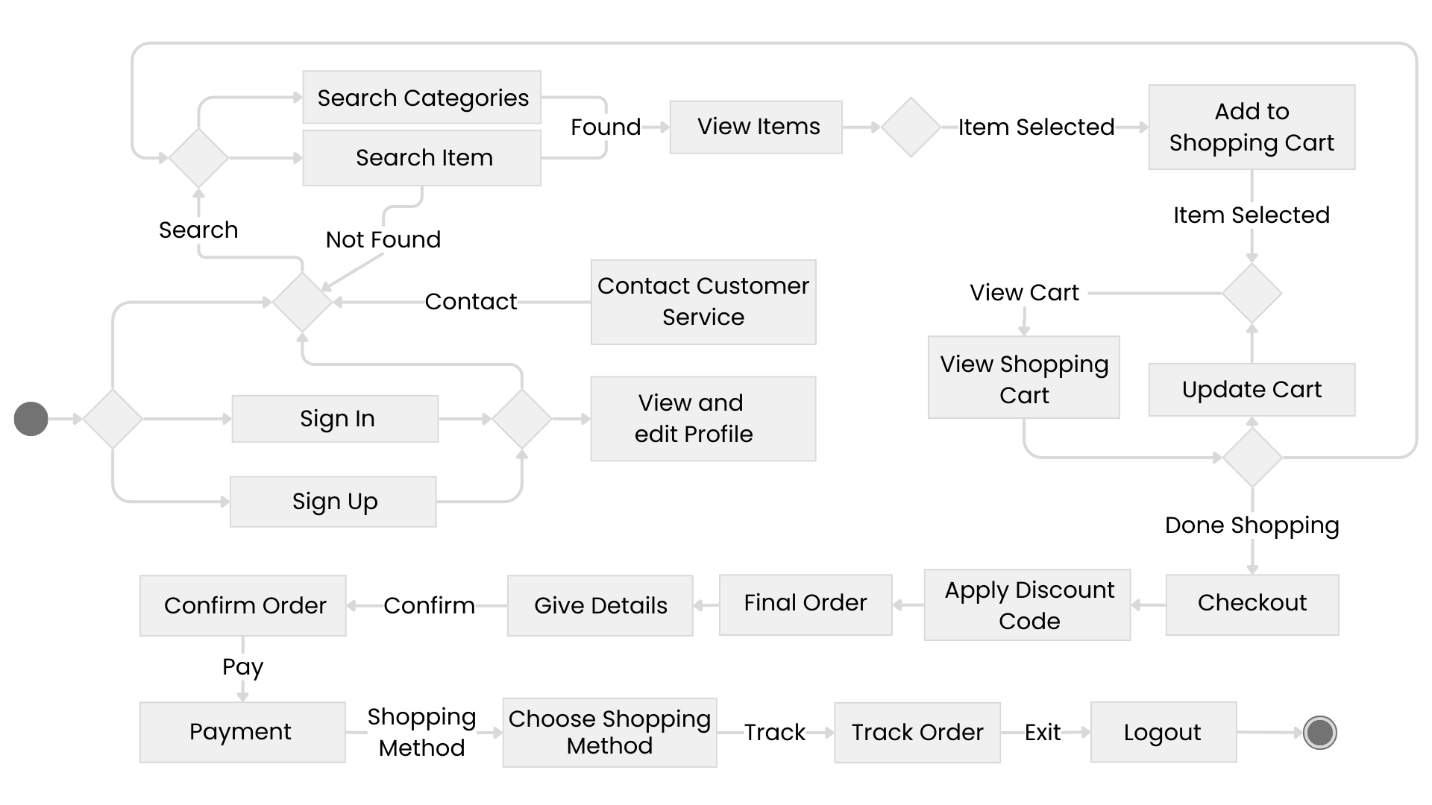 Search Categories
Search Item
Found
View Items
Item Selected
Add to
Shopping Cart
Search
Not Found
Item Selected
Contact
Contact Customer
Service
View Cart
View Shopping
Cart
Update Cart
Sign In
View and
edit Profile
Sign Up
Done Shopping
Confirm Order
Confirm
Give Details
Final Order
Apply Discount
Code
Checkout
Pay
Payment
Shopping
Method
Choose Shopping
Method
Track
Track Order
Exit
Logout